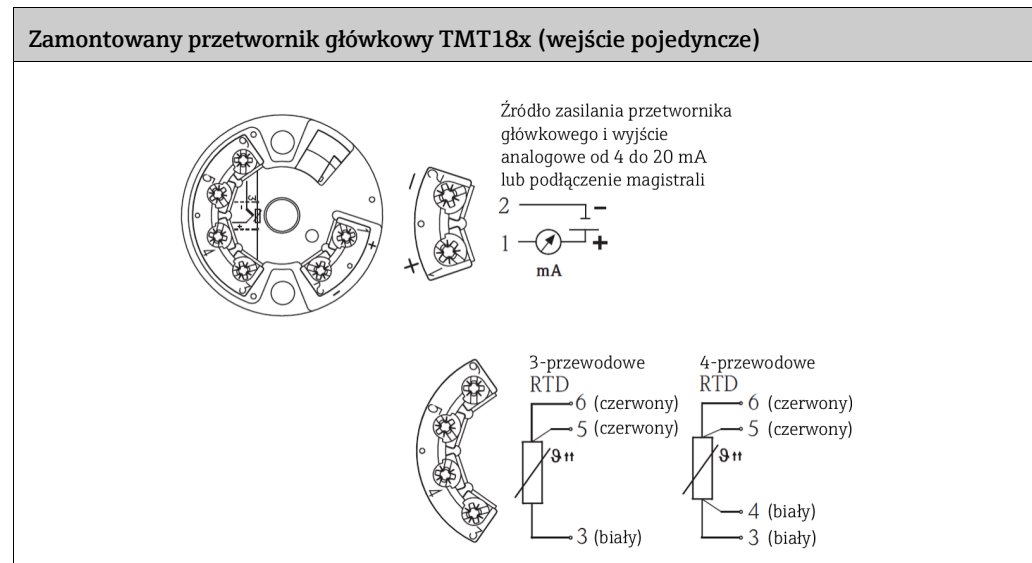 Zamontowany przetwornik główkowy TMT18x (wejście pojedyncze)
Źródło zasilania przetwornika
główkowego i wyjście
analogowe od 4 do 20 mA
lub podłączenie magistrali
2
1
mA
3-przewodowe
RTD
6 (czerwony)
5 (czerwony)
3 (biały)
4-przewodowe
RTD
6 (czerwony)
5 (czerwony)
4 (biały)
3 (biały)